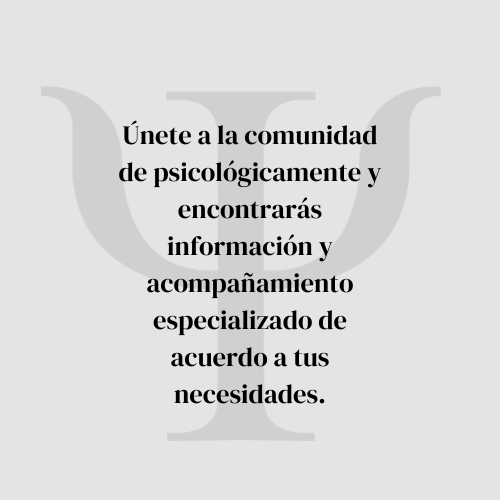 Únete a la comunidad
de psicológicamente y
encontrarás
información y
acompañamiento
especializado de
acuerdo a tus
necesidades.